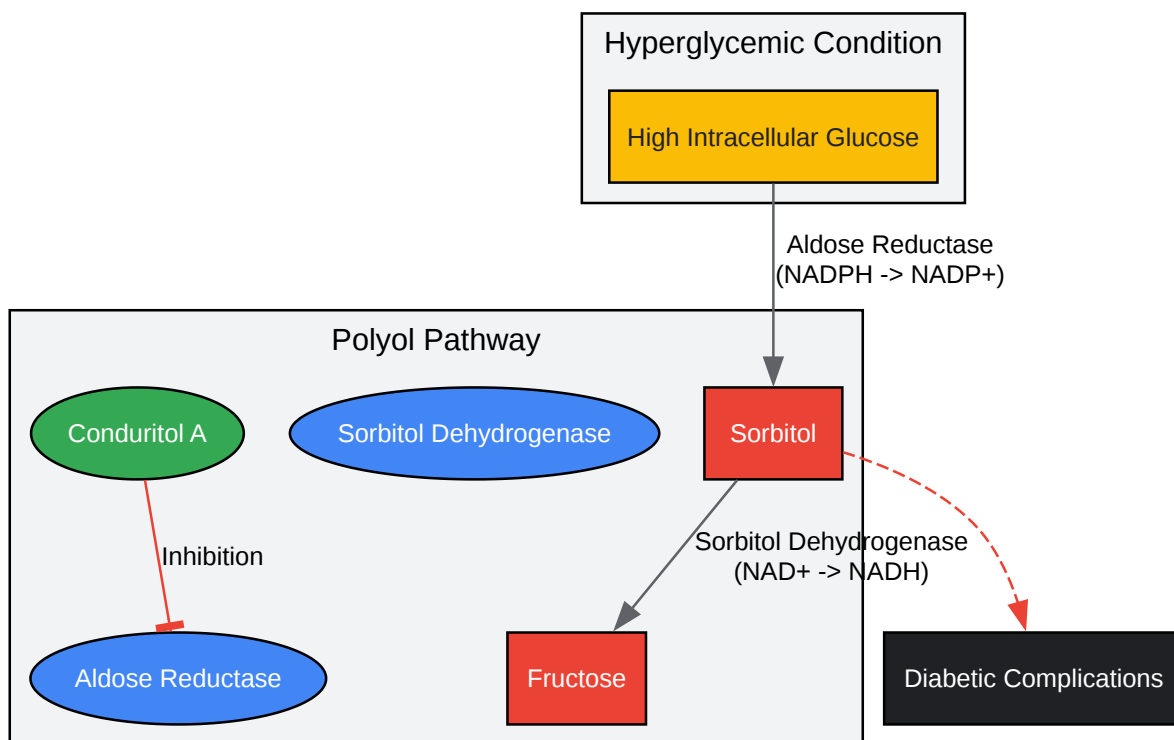 Hyperglycemic Condition
High Intracellular Glucose
Aldose Reductase
(NADPH -> NADP+)
Polyol Pathway
Conduritol A
Sorbitol Dehydrogenase
Sorbitol
Inhibition
Sorbitol Dehydrogenase
(NAD+ -> NADH)
Aldose Reductase
Fructose
Diabetic Complications